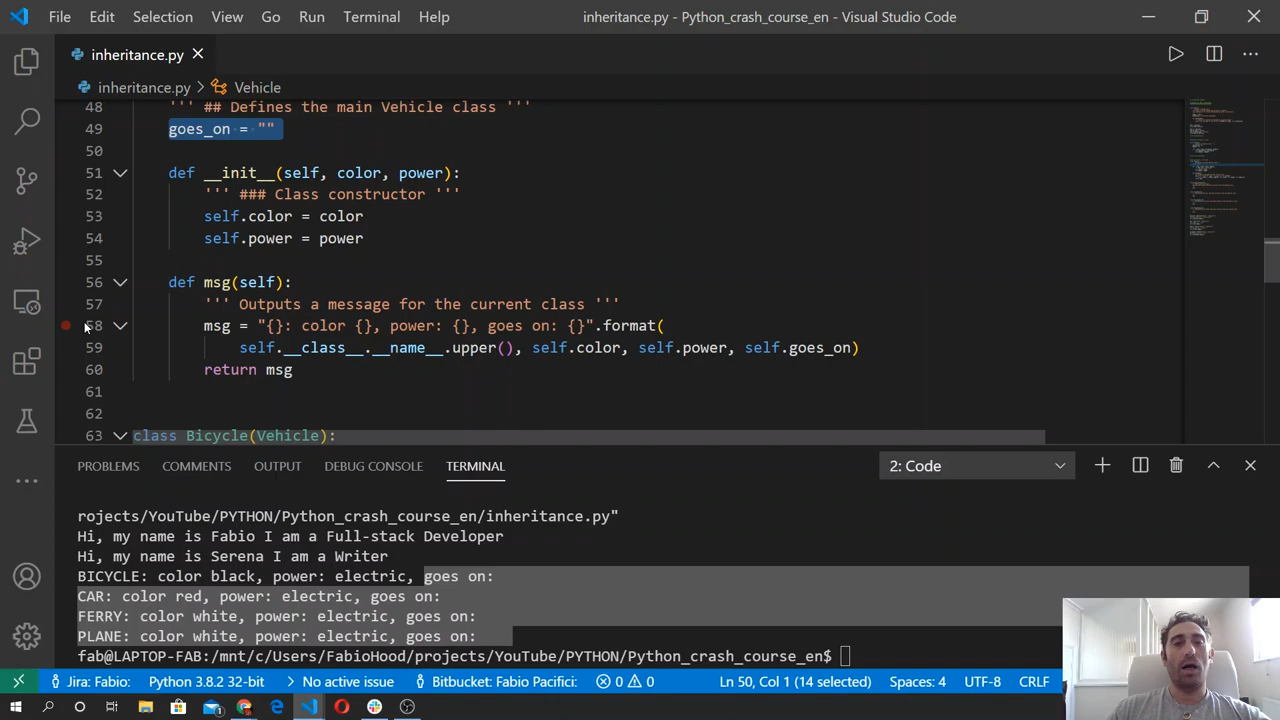 File Edit Selection View Go Run Terminal Help inheritance.py - Python_crash_course_en - Visual Studio Code
inheritance.py
inheritance.py > Vehicle
48 ''' ## Defines the main Vehicle class '''
49 goes_on = ""
50
51 def __init__(self, color, power):
52 ''' ### Class constructor '''
53 self.color = color
54 self.power = power
55
56 def msg(self):
57 ''' Outputs a message for the current class '''
58 msg = "{}: color {}, power: {}, goes on: {}".format(
59 self.__class__.__name__.upper(), self.color, self.power, self.goes_on)
60 return msg
61
62
63 class Bicycle(Vehicle):
PROBLEMS COMMENTS OUTPUT DEBUG CONSOLE TERMINAL 2: Code
rojects/YouTube/PYTHON/Python_crash_course_en/inheritance.py"
Hi, my name is Fabio I am a Full-stack Developer
Hi, my name is Serena I am a Writer
BICYCLE: color black, power: electric, goes on:
CAR: color red, power: electric, goes on:
FERRY: color white, power: electric, goes on:
PLANE: color white, power: electric, goes on:
fab@LAPTOP-FAB:/mnt/c/Users/FabioHood/projects/YouTube/PYTHON/Python_crash_course_en$
Jira: Fabio: Python 3.8.2 32-bit No active issue Bitbucket: Fabio Pacifici: 0 0 Ln 50, Col 1 (14 selected) Spaces: 4 UTF-8 CRLF